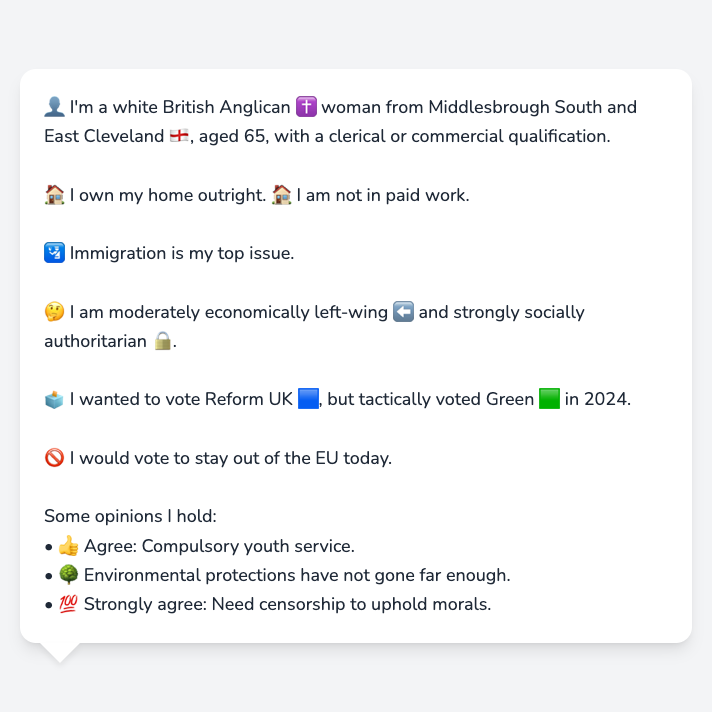 👤 I'm a white British Anglican ✝️ woman from Middlesbrough South and
East Cleveland 🏴󠁧󠁢󠁥󠁮󠁧󠁿, aged 65, with a clerical or commercial qualification.
🏠 I own my home outright. 🏠 I am not in paid work.
🛂 Immigration is my top issue.
🤔 I am moderately economically left-wing ⬅️ and strongly socially
authoritarian 🔒.
🗳️ I wanted to vote Reform UK 🟦, but tactically voted Green 🟩 in 2024.
🚫 I would vote to stay out of the EU today.
Some opinions I hold:
• 👍 Agree: Compulsory youth service.
• 🌳 Environmental protections have not gone far enough.
• 💯 Strongly agree: Need censorship to uphold morals.